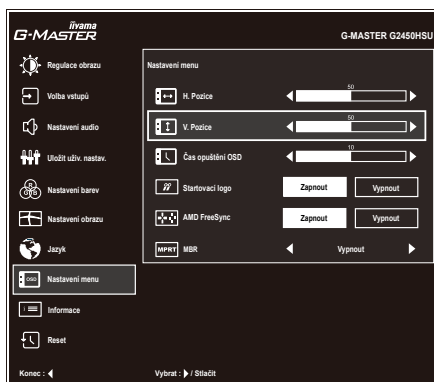 iiyama
G-MASTER
G-MASTER G2450HSU
Regulace obrazu
Volba vstupů
Nastavení audio
Uložit uživ. nastav.
Nastavení barev
Nastavení obrazu
Jazyk
OSD Nastavení menu
Informace
Reset
Nastavení menu
H. Pozice 50
V. Pozice 50
Čas opuštění OSD 10
Startovací logo Zapnout Vypnout
AMD FreeSync Zapnout Vypnout
MPRT MBR Vypnout
Konec :
Vybrat : / Stlačit